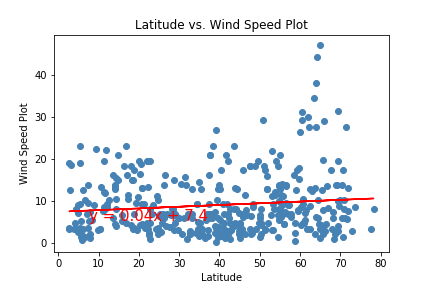 Latitude vs. Wind Speed Plot
Wind Speed Plot
40
30
20
10
0
y = 0.04x + 7.4
0 10 20 30 40 50 60 70 80
Latitude